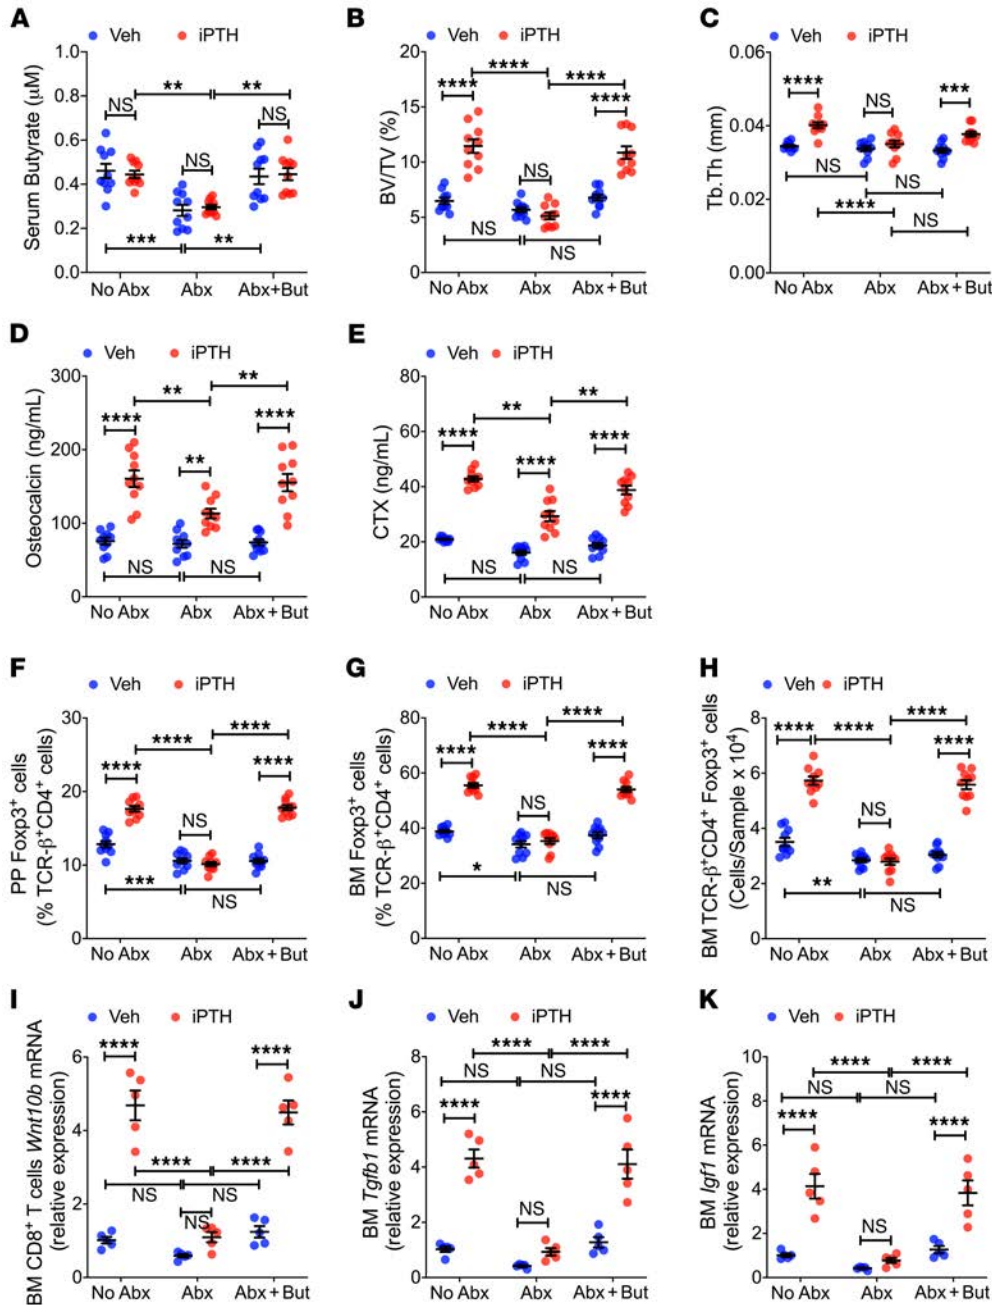 A
Veh iPTH
Serum Butyrate (μM)
1.0
0.8
0.6
0.4
0.2
0.0
** **
NS
NS
NS
*** **
No Abx Abx Abx+But
B
Veh iPTH
BV/TV (%)
20
15
10
5
0
**** ****
****
****
NS
NS NS
No Abx Abx Abx+But
C
Veh iPTH
Tb.Th (mm)
0.06
0.04
0.02
0.00
**** NS ***
NS NS
**** NS
No Abx Abx Abx+But
D
Veh iPTH
Osteocalcin (ng/mL)
300
200
100
0
** **
**** ** ****
NS NS
No Abx Abx Abx+But
E
Veh iPTH
CTX (ng/mL)
80
60
40
20
0
** **
**** **** ****
NS NS
No Abx Abx Abx+But
F
Veh iPTH
PP Foxp3+ cells
(% TCR-β+CD4+ cells)
30
20
10
0
**** ****
**** NS ****
*** NS
No Abx Abx Abx+But
G
Veh iPTH
BM Foxp3+ cells
(% TCR-β+CD4+ cells)
80
60
40
20
0
**** ****
**** NS ****
* NS
No Abx Abx Abx+But
H
Veh iPTH
BM TCR-β+CD4+ Foxp3+ cells
(Cells/Sample x 10⁴)
8
6
4
2
0
**** **** ****
NS ****
** NS
No Abx Abx Abx+But
I
Veh iPTH
BM CD8+ T cells Wnt10b mRNA
(relative expression)
6
4
2
0
**** ****
**** ****
NS NS
NS
No Abx Abx Abx+But
J
Veh iPTH
BM Tgfb1 mRNA
(relative expression)
8
6
4
2
0
**** ****
NS NS
**** NS ****
No Abx Abx Abx+But
K
Veh iPTH
BM Igf1 mRNA
(relative expression)
10
8
6
4
2
0
**** ****
NS NS
**** NS ****
No Abx Abx Abx+But